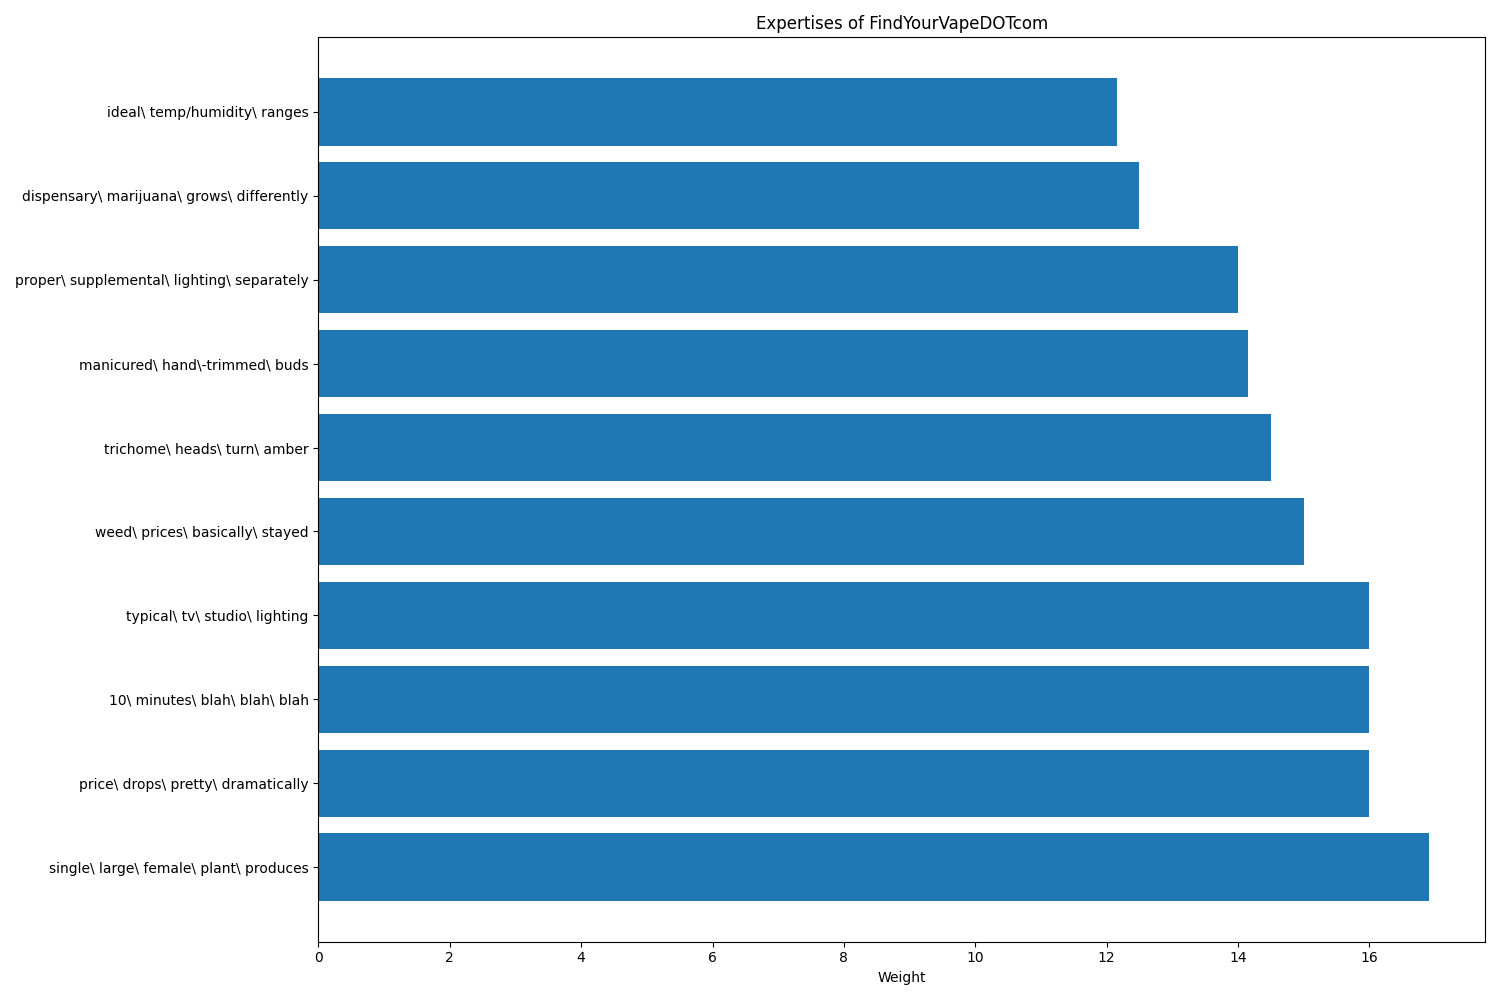 Expertises of FindYourVapeDOTcom
ideal\ temp/humidity\ ranges
dispensary\ marijuana\ grows\ differently
proper\ supplemental\ lighting\ separately
manicured\ hand\-trimmed\ buds
trichome\ heads\ turn\ amber
weed\ prices\ basically\ stayed
typical\ tv\ studio\ lighting
10\ minutes\ blah\ blah\ blah
price\ drops\ pretty\ dramatically
single\ large\ female\ plant\ produces
0 2 4 6 8 10 12 14 16
Weight